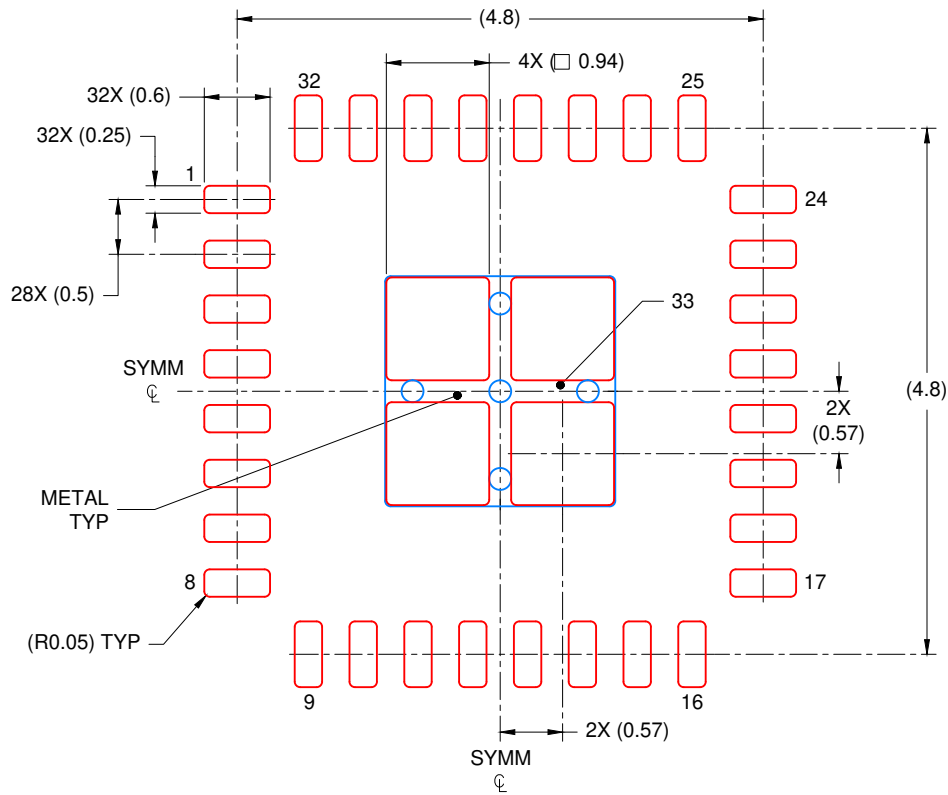 (4.8)
4X (□ 0.94)
32X (0.6)
32
25
32X (0.25)
1
24
28X (0.5)
33
SYMM
℄
(4.8)
2X
(0.57)
METAL
TYP
8
17
(R0.05) TYP
9
16
2X (0.57)
SYMM
℄